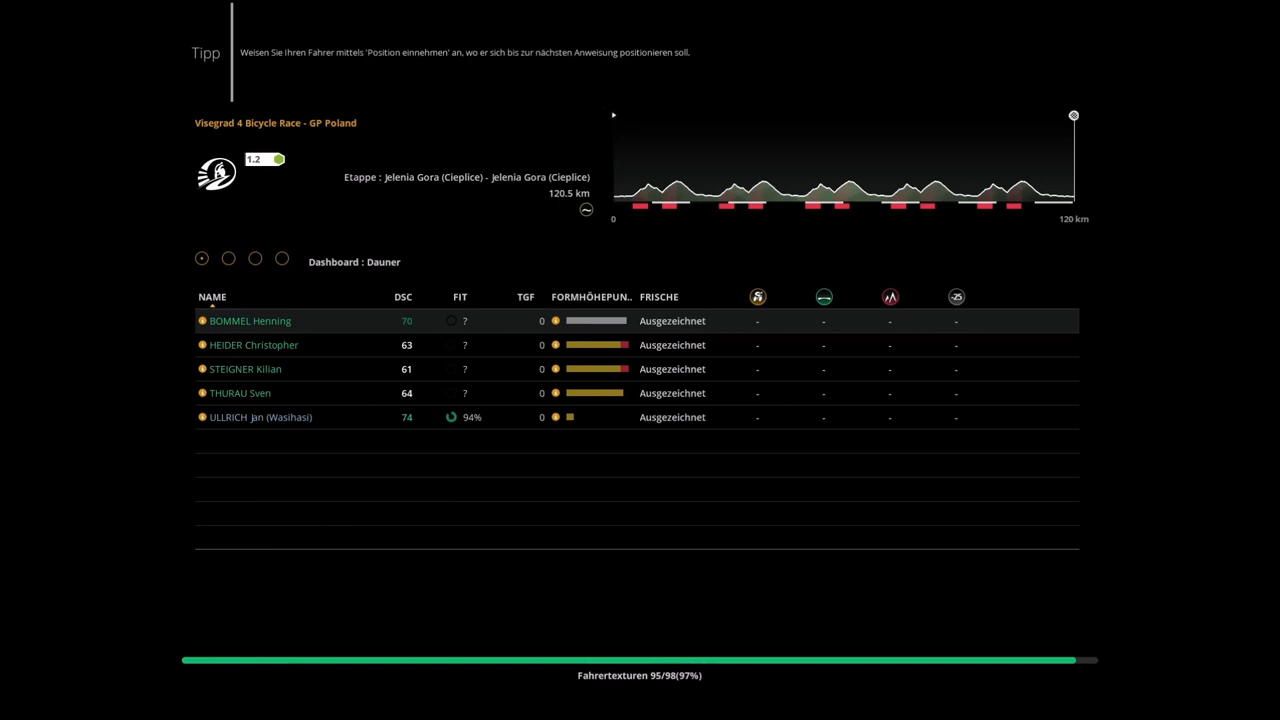 Tipp
Weisen Sie Ihren Fahrer mittels 'Position einnehmen' an, wo er sich bis zur nächsten Anweisung positionieren soll.
Visegrad 4 Bicycle Race - GP Poland
1.2
Etappe : Jelenia Gora (Cieplice) - Jelenia Gora (Cieplice)
120.5 km
0 120 km
Dashboard : Dauner
NAME DSC FIT TGF FORMHÖHEPUN.. FRISCHE -25
BOMMEL Henning 70 ? 0 Ausgezeichnet - - - -
HEIDER Christopher 63 ? 0 Ausgezeichnet - - - -
STEIGNER Kilian 61 ? 0 Ausgezeichnet - - - -
THURAU Sven 64 ? 0 Ausgezeichnet - - - -
ULLRICH Jan (Wasihasi) 74 94% 0 Ausgezeichnet - - - -
Fahrertexturen 95/98(97%)